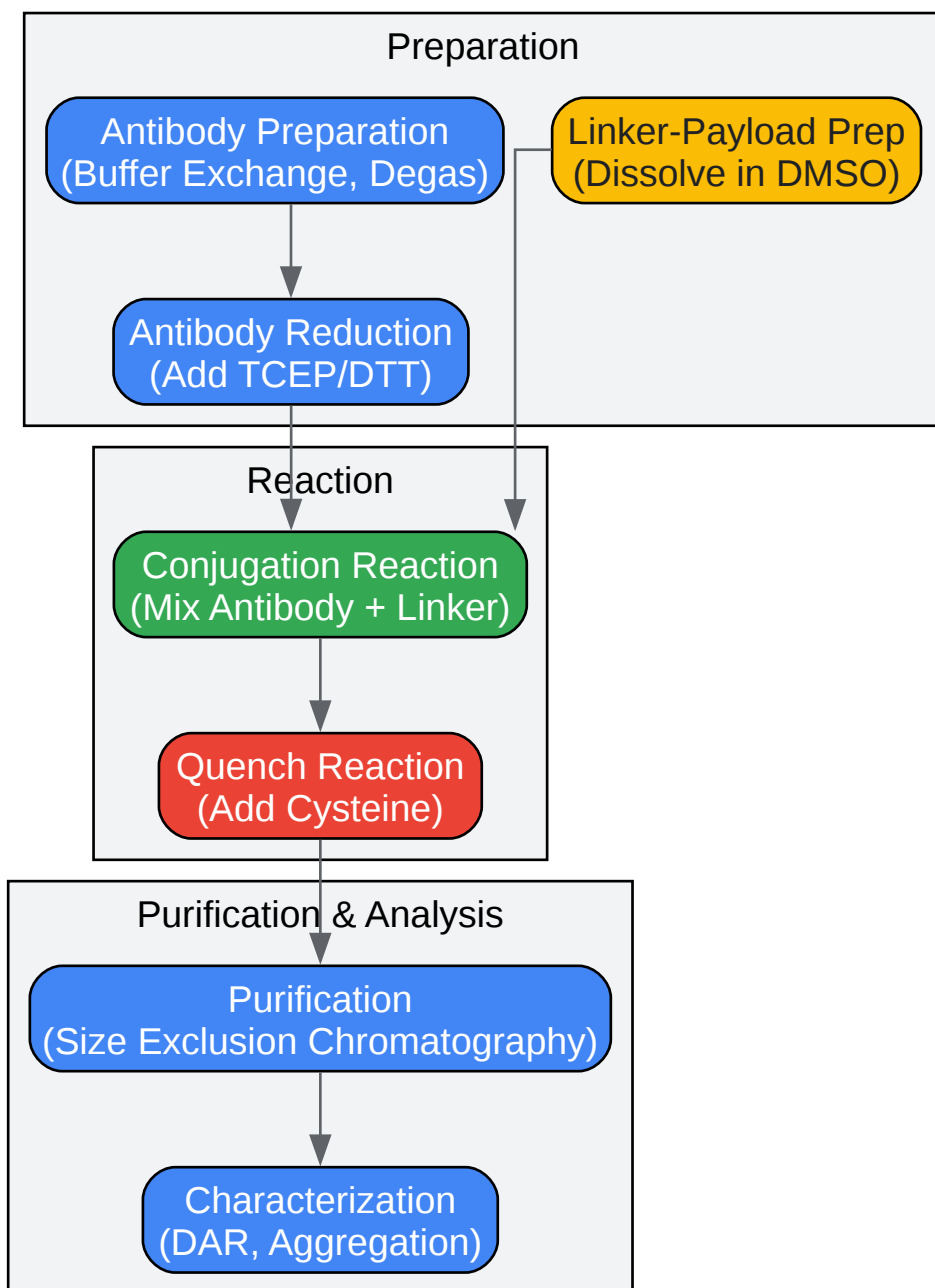 Preparation
Antibody Preparation
(Buffer Exchange, Degas)
Linker-Payload Prep
(Dissolve in DMSO)
Antibody Reduction
(Add TCEP/DTT)
Reaction
Conjugation Reaction
(Mix Antibody + Linker)
Quench Reaction
(Add Cysteine)
Purification & Analysis
Purification
(Size Exclusion Chromatography)
Characterization
(DAR, Aggregation)